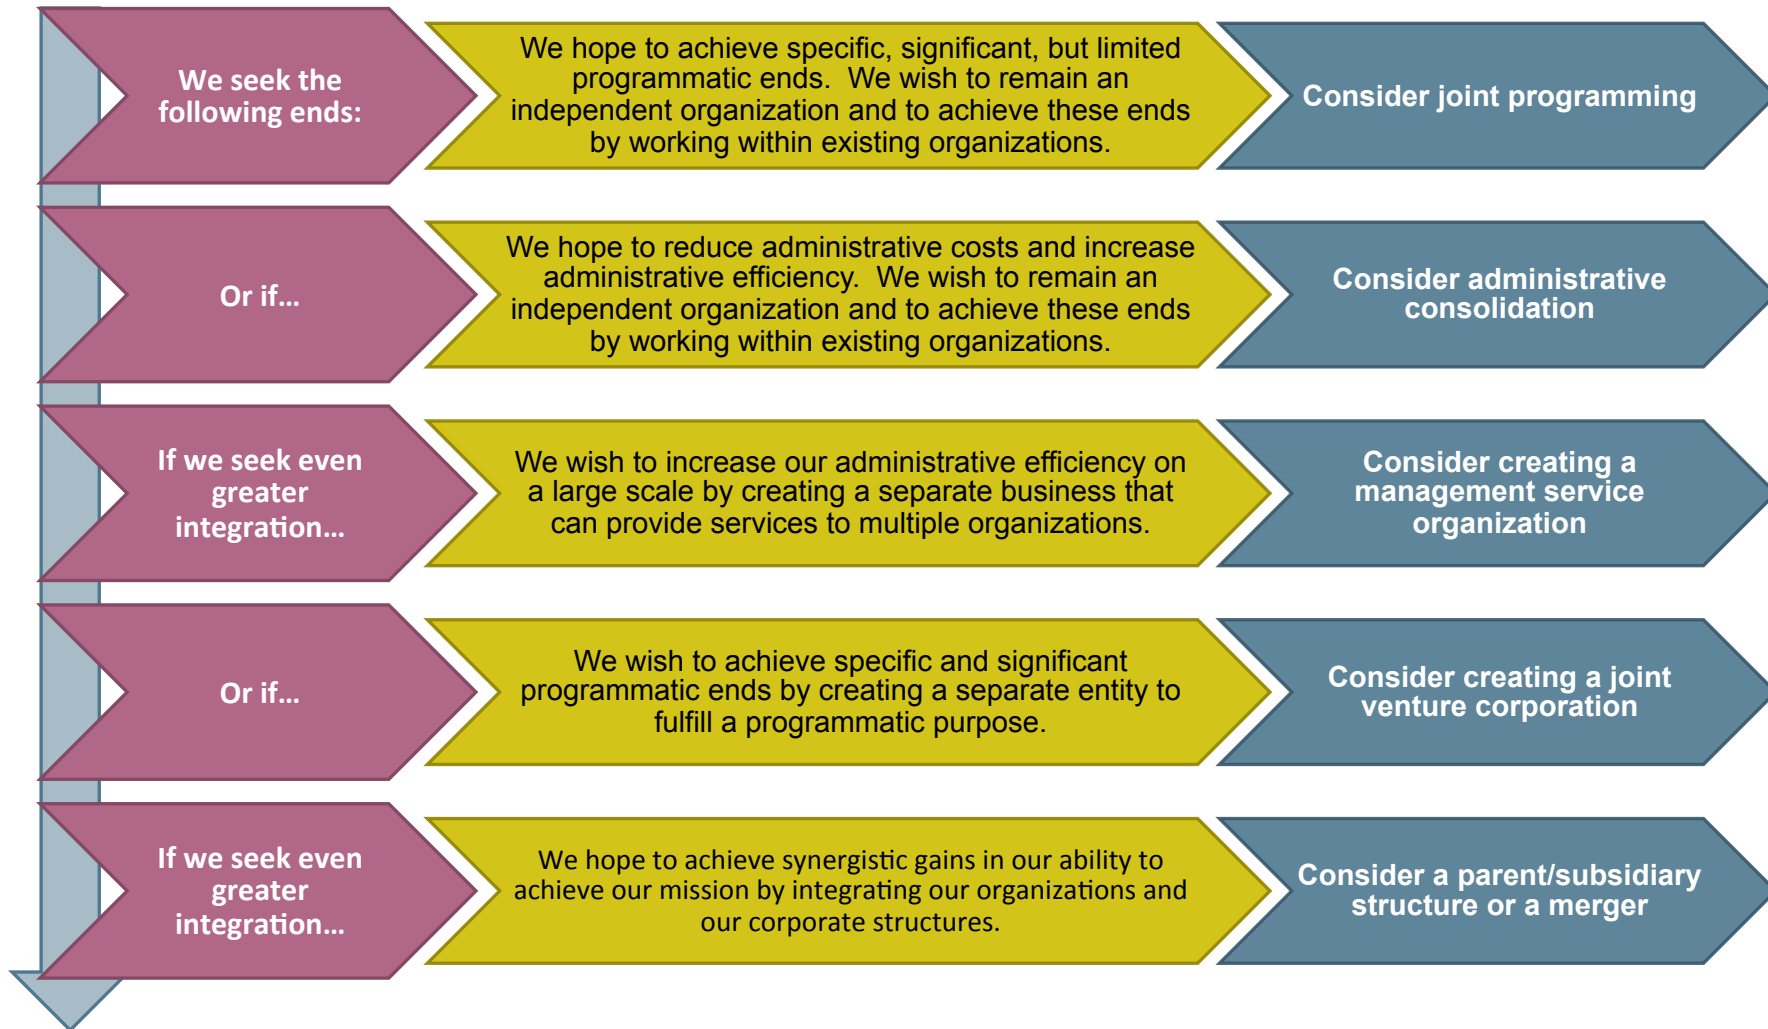 We seek the
following ends:
We hope to achieve specific, significant, but limited
programmatic ends.  We wish to remain an
independent organization and to achieve these ends
by working within existing organizations.
Consider joint programming
Or if...
We hope to reduce administrative costs and increase
administrative efficiency.  We wish to remain an
independent organization and to achieve these ends
by working within existing organizations.
Consider administrative
consolidation
If we seek even
greater
integration...
We wish to increase our administrative efficiency on
a large scale by creating a separate business that
can provide services to multiple organizations.
Consider creating a
management service
organization
Or if...
We wish to achieve specific and significant
programmatic ends by creating a separate entity to
fulfill a programmatic purpose.
Consider creating a joint
venture corporation
If we seek even
greater
integration...
We hope to achieve synergistic gains in our ability to
achieve our mission by integrating our organizations and
our corporate structures.
Consider a parent/subsidiary
structure or a merger